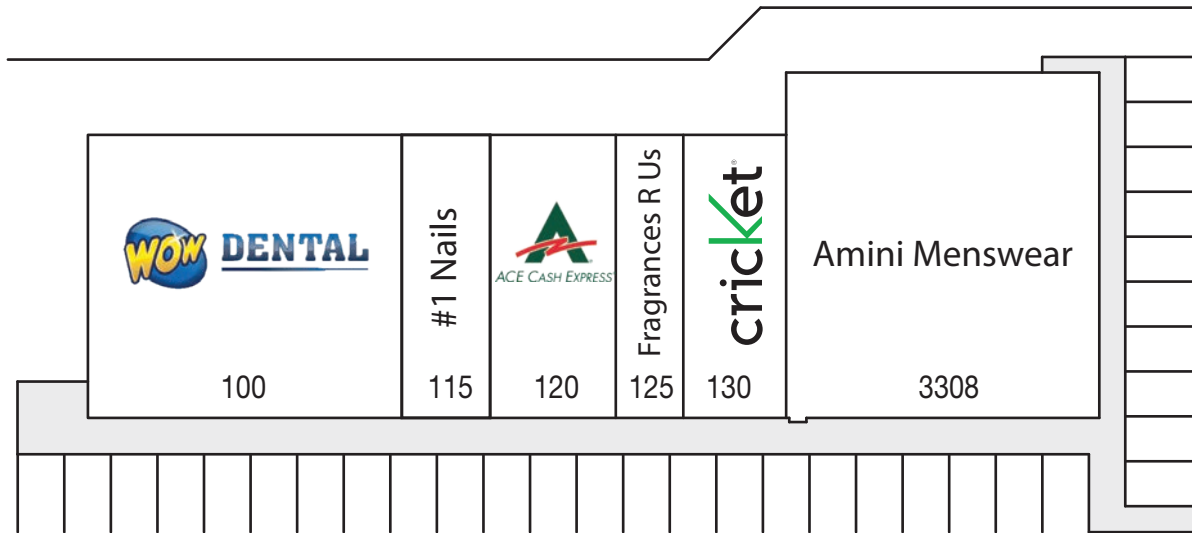 WOW DENTAL
#1 Nails
ACE CASH EXPRESS
Fragrances R Us
cricket
Amini Menswear
100
115
120
125
130
3308